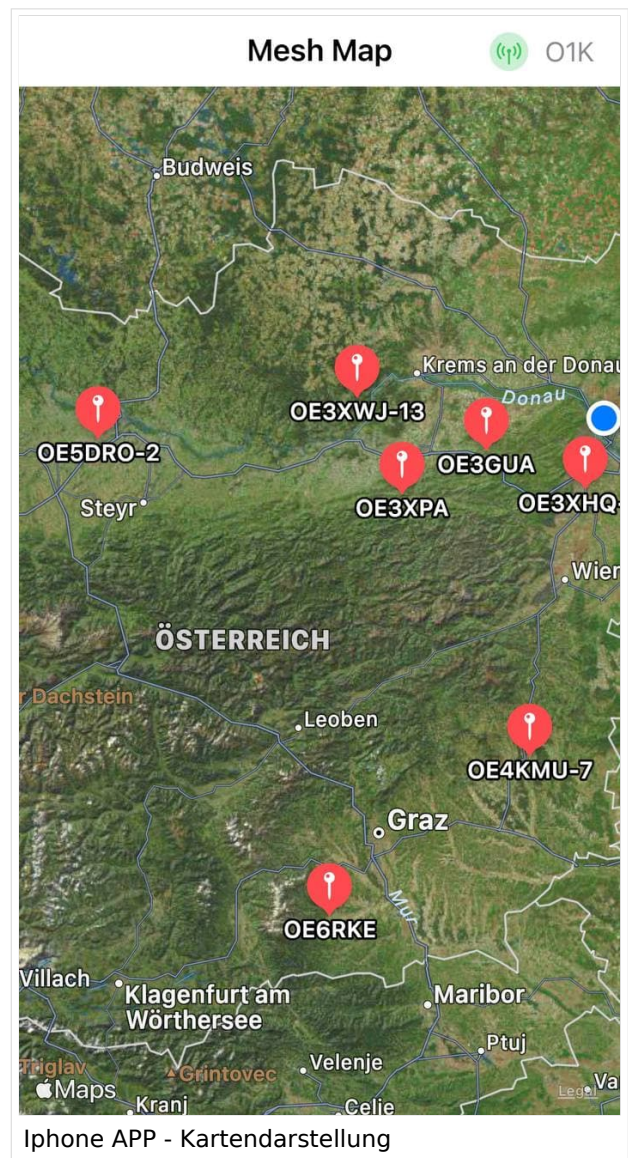 Mesh Map O1K
Budweis
Krems an der Donau
Donau
OE3XWJ-13
OE5DRO-2
OE3GUA
OE3XPA
OE3XHQ-
Steyr
Wier
ÖSTERREICH
r Dachstein
Leoben
OE4KMU-7
Graz
OE6RKE
Mur
Villach
Klagenfurt am
Wörthersee
Maribor
Ptuj
Triglav
Grintovec
Velenje
Maps
Legal
Va
Kranj
Celje
Iphone APP - Kartendarstellung